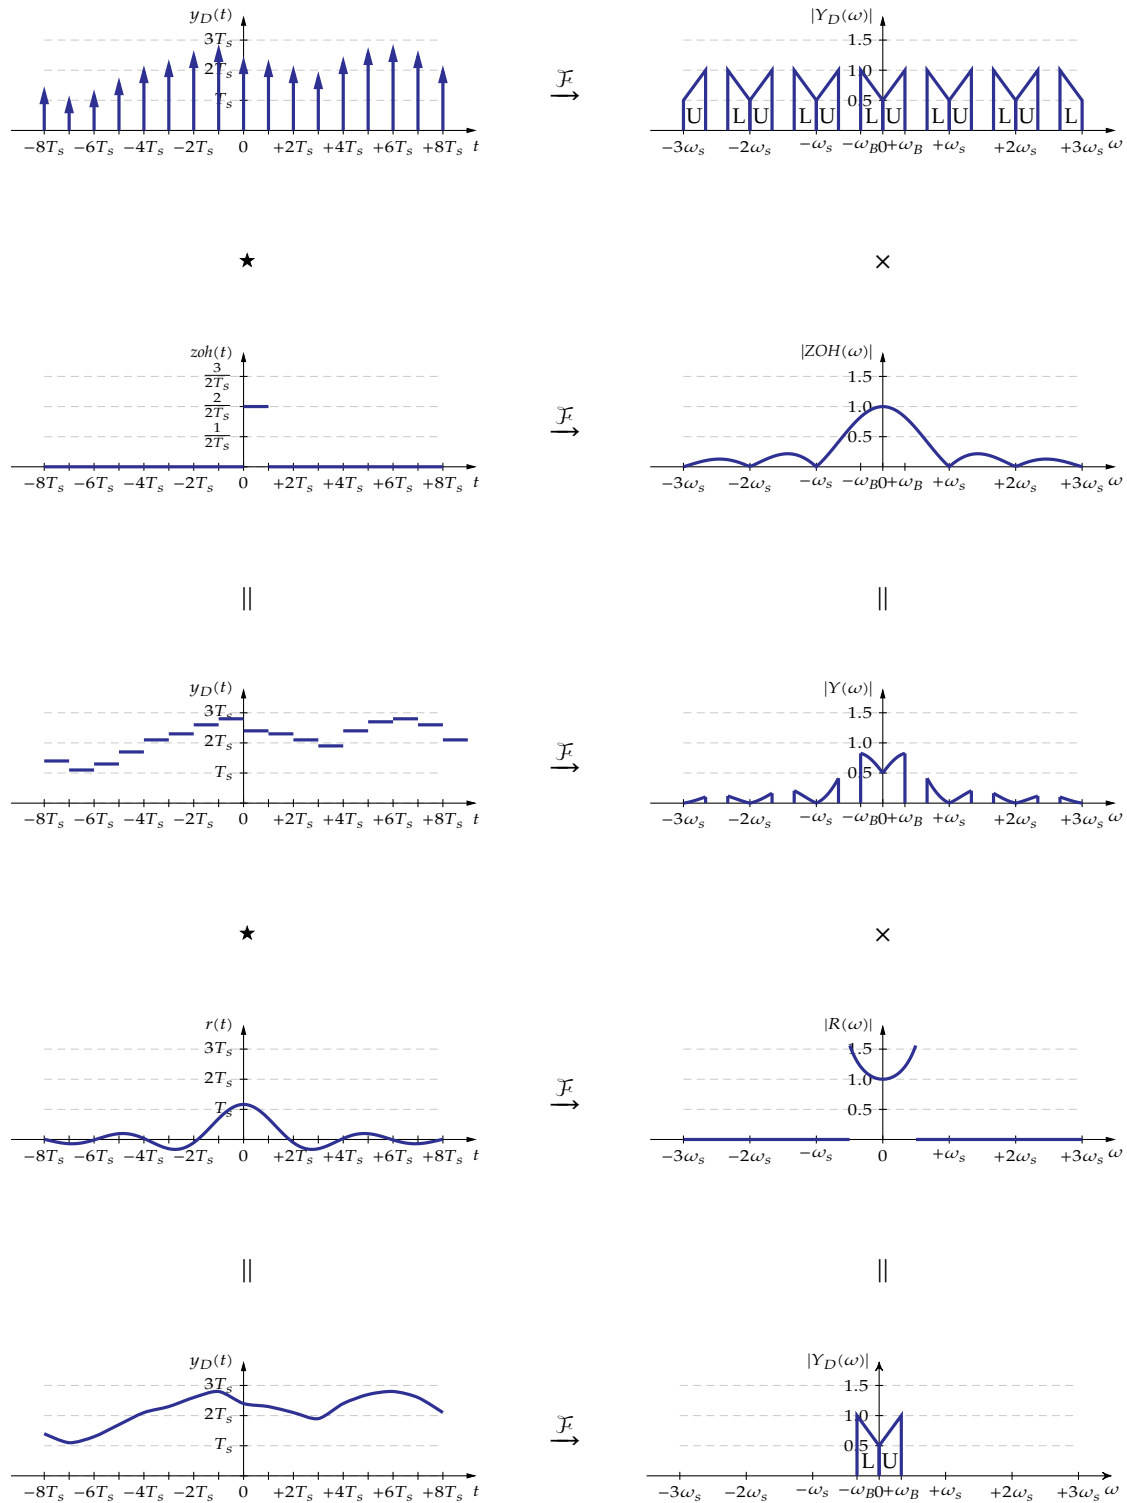 y_D(t) |Y_D(ω)|
3T_s 1.5
2T_s 1.0
T_s 0.5
U L U L U L U L U L U L
−8T_s −6T_s −4T_s −2T_s 0 +2T_s +4T_s +6T_s +8T_s t
−3ω_s −2ω_s −ω_s −ω_B 0 +ω_B +ω_s +2ω_s +3ω_s ω
ℱ
★ ×
zoh(t) |ZOH(ω)|
3/2T_s 1.5
2/2T_s 1.0
1/2T_s 0.5
−8T_s −6T_s −4T_s −2T_s 0 +2T_s +4T_s +6T_s +8T_s t
−3ω_s −2ω_s −ω_s −ω_B 0 +ω_B +ω_s +2ω_s +3ω_s ω
ℱ
|| ||
y_D(t) |Y(ω)|
3T_s 1.5
2T_s 1.0
T_s 0.5
−8T_s −6T_s −4T_s −2T_s 0 +2T_s +4T_s +6T_s +8T_s t
−3ω_s −2ω_s −ω_s −ω_B 0 +ω_B +ω_s +2ω_s +3ω_s ω
ℱ
★ ×
r(t) |R(ω)|
3T_s 1.5
2T_s 1.0
T_s 0.5
−8T_s −6T_s −4T_s −2T_s 0 +2T_s +4T_s +6T_s +8T_s t
−3ω_s −2ω_s −ω_s 0 +ω_s +2ω_s +3ω_s ω
ℱ
|| ||
y_D(t) |Y_D(ω)|
3T_s 1.5
2T_s 1.0
T_s 0.5
L U
−8T_s −6T_s −4T_s −2T_s 0 +2T_s +4T_s +6T_s +8T_s t
−3ω_s −2ω_s −ω_s −ω_B 0 +ω_B +ω_s +2ω_s +3ω_s ω
ℱ